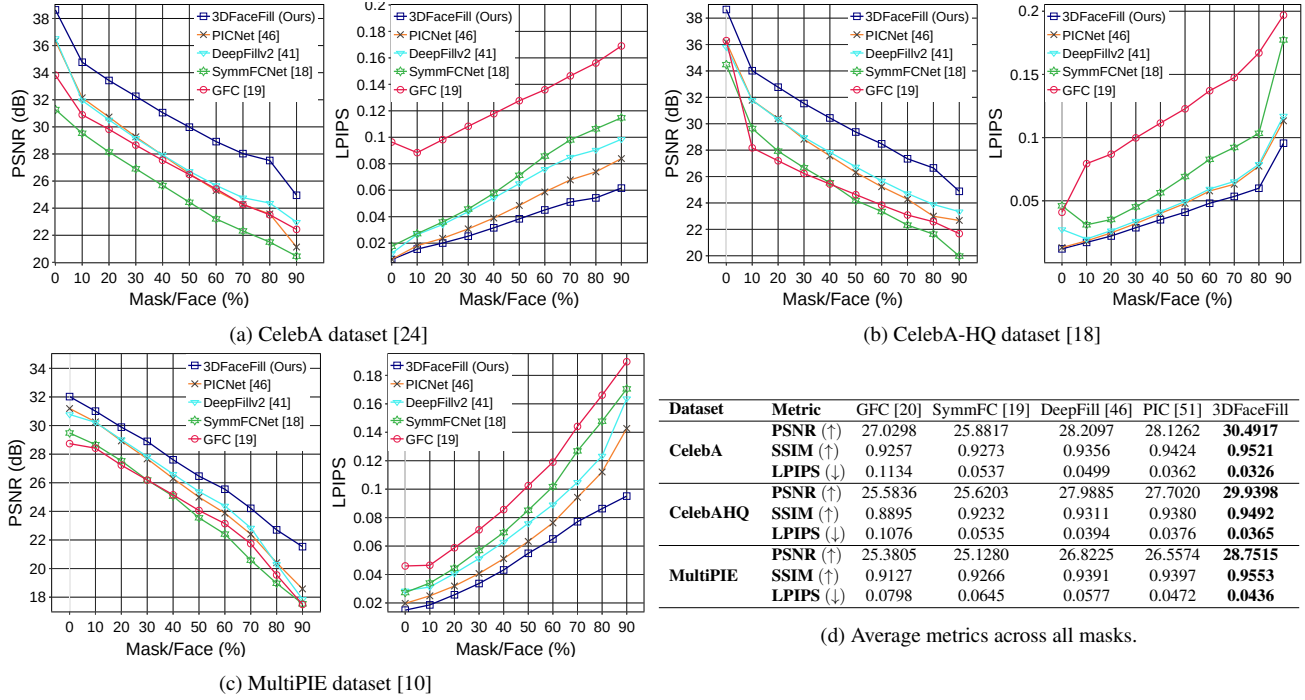 3DFaceFill (Ours)
PICNet [46]
DeepFillv2 [41]
SymmFCNet [18]
GFC [19]
PSNR (dB)
38
36
34
32
30
28
26
24
22
20
0 10 20 30 40 50 60 70 80 90
Mask/Face (%)
3DFaceFill (Ours)
PICNet [46]
DeepFillv2 [41]
SymmFCNet [18]
GFC [19]
LPIPS
0.18
0.16
0.14
0.12
0.1
0.08
0.06
0.04
0.02
0 10 20 30 40 50 60 70 80 90
Mask/Face (%)
(a) CelebA dataset [24]
3DFaceFill (Ours)
PICNet [46]
DeepFillv2 [41]
SymmFCNet [18]
GFC [19]
PSNR (dB)
38
36
34
32
30
28
26
24
22
20
0 10 20 30 40 50 60 70 80 90
Mask/Face (%)
3DFaceFill (Ours)
PICNet [46]
DeepFillv2 [41]
SymmFCNet [18]
GFC [19]
LPIPS
0.2
0.15
0.1
0.05
0 10 20 30 40 50 60 70 80 90
Mask/Face (%)
(b) CelebA-HQ dataset [18]
3DFaceFill (Ours)
PICNet [46]
DeepFillv2 [41]
SymmFCNet [18]
GFC [19]
PSNR (dB)
34
32
30
28
26
24
22
20
18
0 10 20 30 40 50 60 70 80 90
Mask/Face (%)
3DFaceFill (Ours)
PICNet [46]
DeepFillv2 [41]
SymmFCNet [18]
GFC [19]
LPIPS
0.18
0.16
0.14
0.12
0.1
0.08
0.06
0.04
0.02
0 10 20 30 40 50 60 70 80 90
Mask/Face (%)
(c) MultiPIE dataset [10]
Dataset Metric GFC [20] SymmFC [19] DeepFill [46] PIC [51] 3DFaceFill
PSNR (↑) 27.0298 25.8817 28.2097 28.1262 30.4917
CelebA SSIM (↑) 0.9257 0.9273 0.9356 0.9424 0.9521
LPIPS (↓) 0.1134 0.0537 0.0499 0.0362 0.0326
PSNR (↑) 25.5836 25.6203 27.9885 27.7020 29.9398
CelebAHQ SSIM (↑) 0.8895 0.9232 0.9311 0.9380 0.9492
LPIPS (↓) 0.1076 0.0535 0.0394 0.0376 0.0365
PSNR (↑) 25.3805 25.1280 26.8225 26.5574 28.7515
MultiPIE SSIM (↑) 0.9127 0.9266 0.9391 0.9397 0.9553
LPIPS (↓) 0.0798 0.0645 0.0577 0.0472 0.0436
(d) Average metrics across all masks.